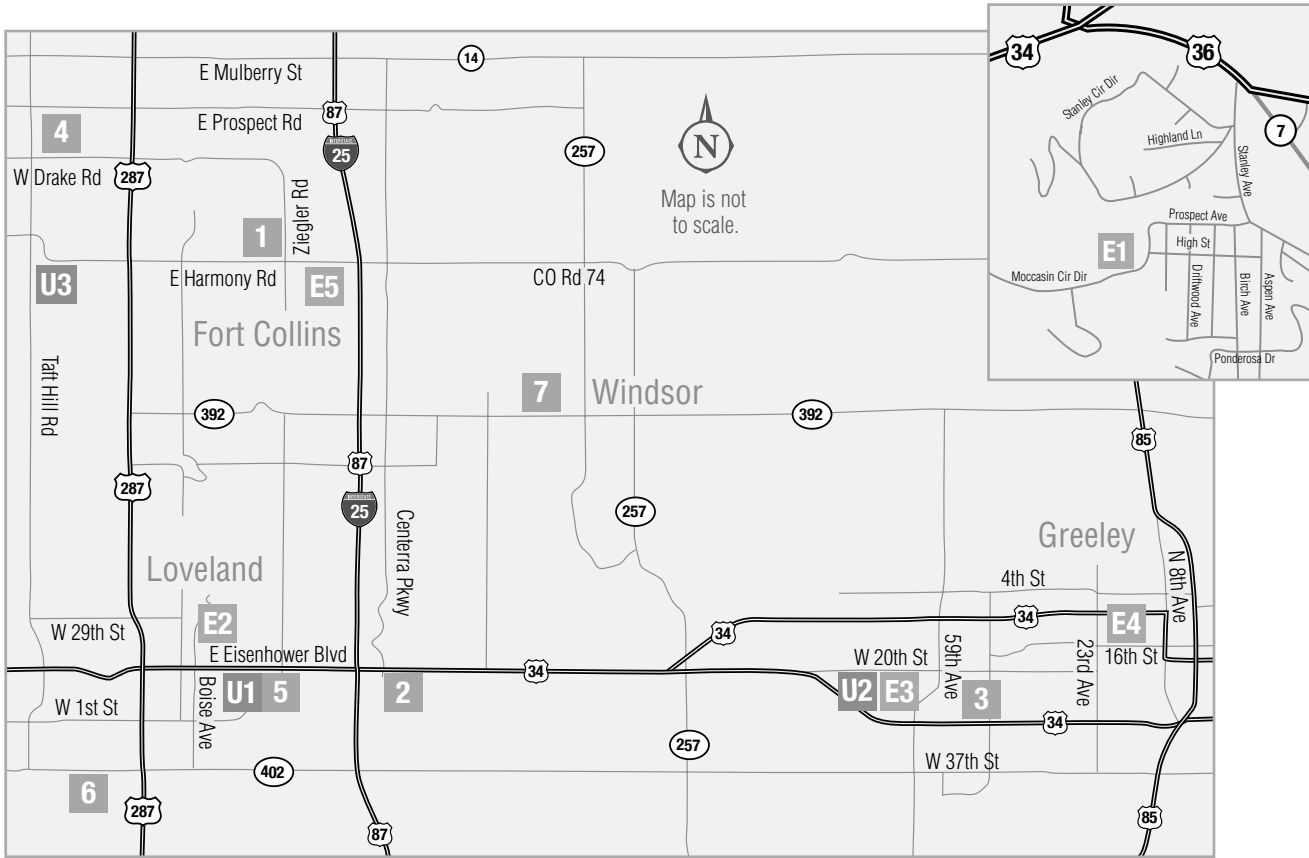 14
E Mulberry St
87
E Prospect Rd
4
INTERSTATE
25
257
N
W Drake Rd
287
Map is not
to scale.
Ziegler Rd
1
E Harmony Rd
U3
E5
CO Rd 74
Fort Collins
Taft Hill Rd
7
Windsor
392
392
85
87
287
INTERSTATE
25
257
Centerra Pkwy
Greeley
N 8th Ave
Loveland
4th St
E2
W 29th St
34
34
E4
E Eisenhower Blvd
34
W 20th St
59th Ave
23rd Ave
16th St
Boise Ave
U1
5
2
U2
E3
3
W 1st St
34
257
402
W 37th St
6
287
87
85
34
36
Stanley Cir Dir
7
Highland Ln
Stanley Ave
Prospect Ave
E1
High St
Moccasin Cir Dir
Driftwood Ave
Birch Ave
Aspen Ave
Ponderosa Dr